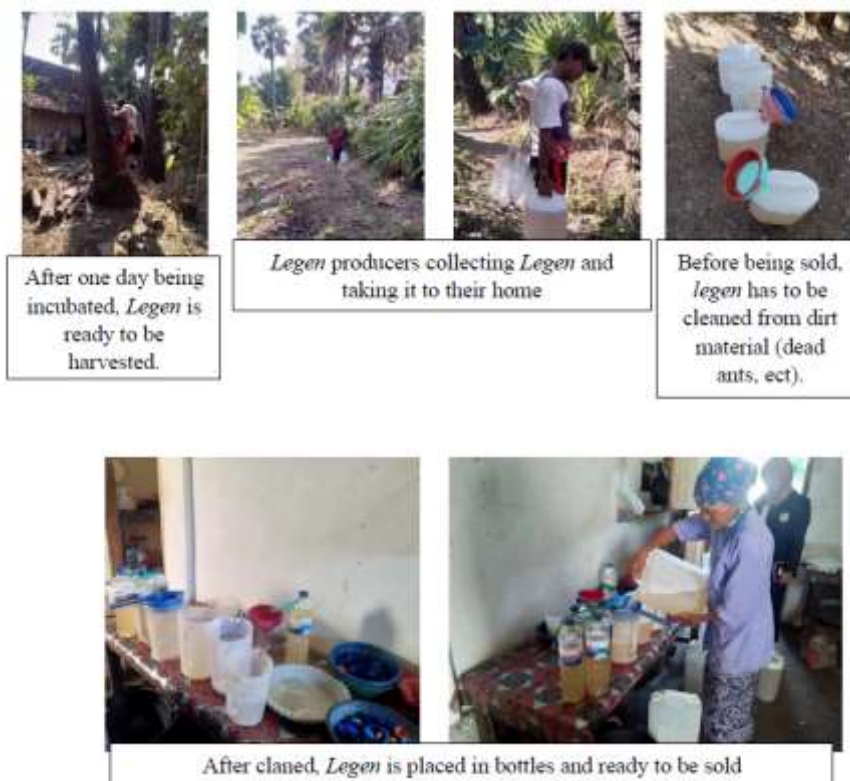 After one day being
incubated, Legen is
ready to be
harvested.
Legen producers collecting Legen and
taking it to their home
Before being sold,
legen has to be
cleaned from dirt
material (dead
ants, ect).
After claned, Legen is placed in bottles and ready to be sold